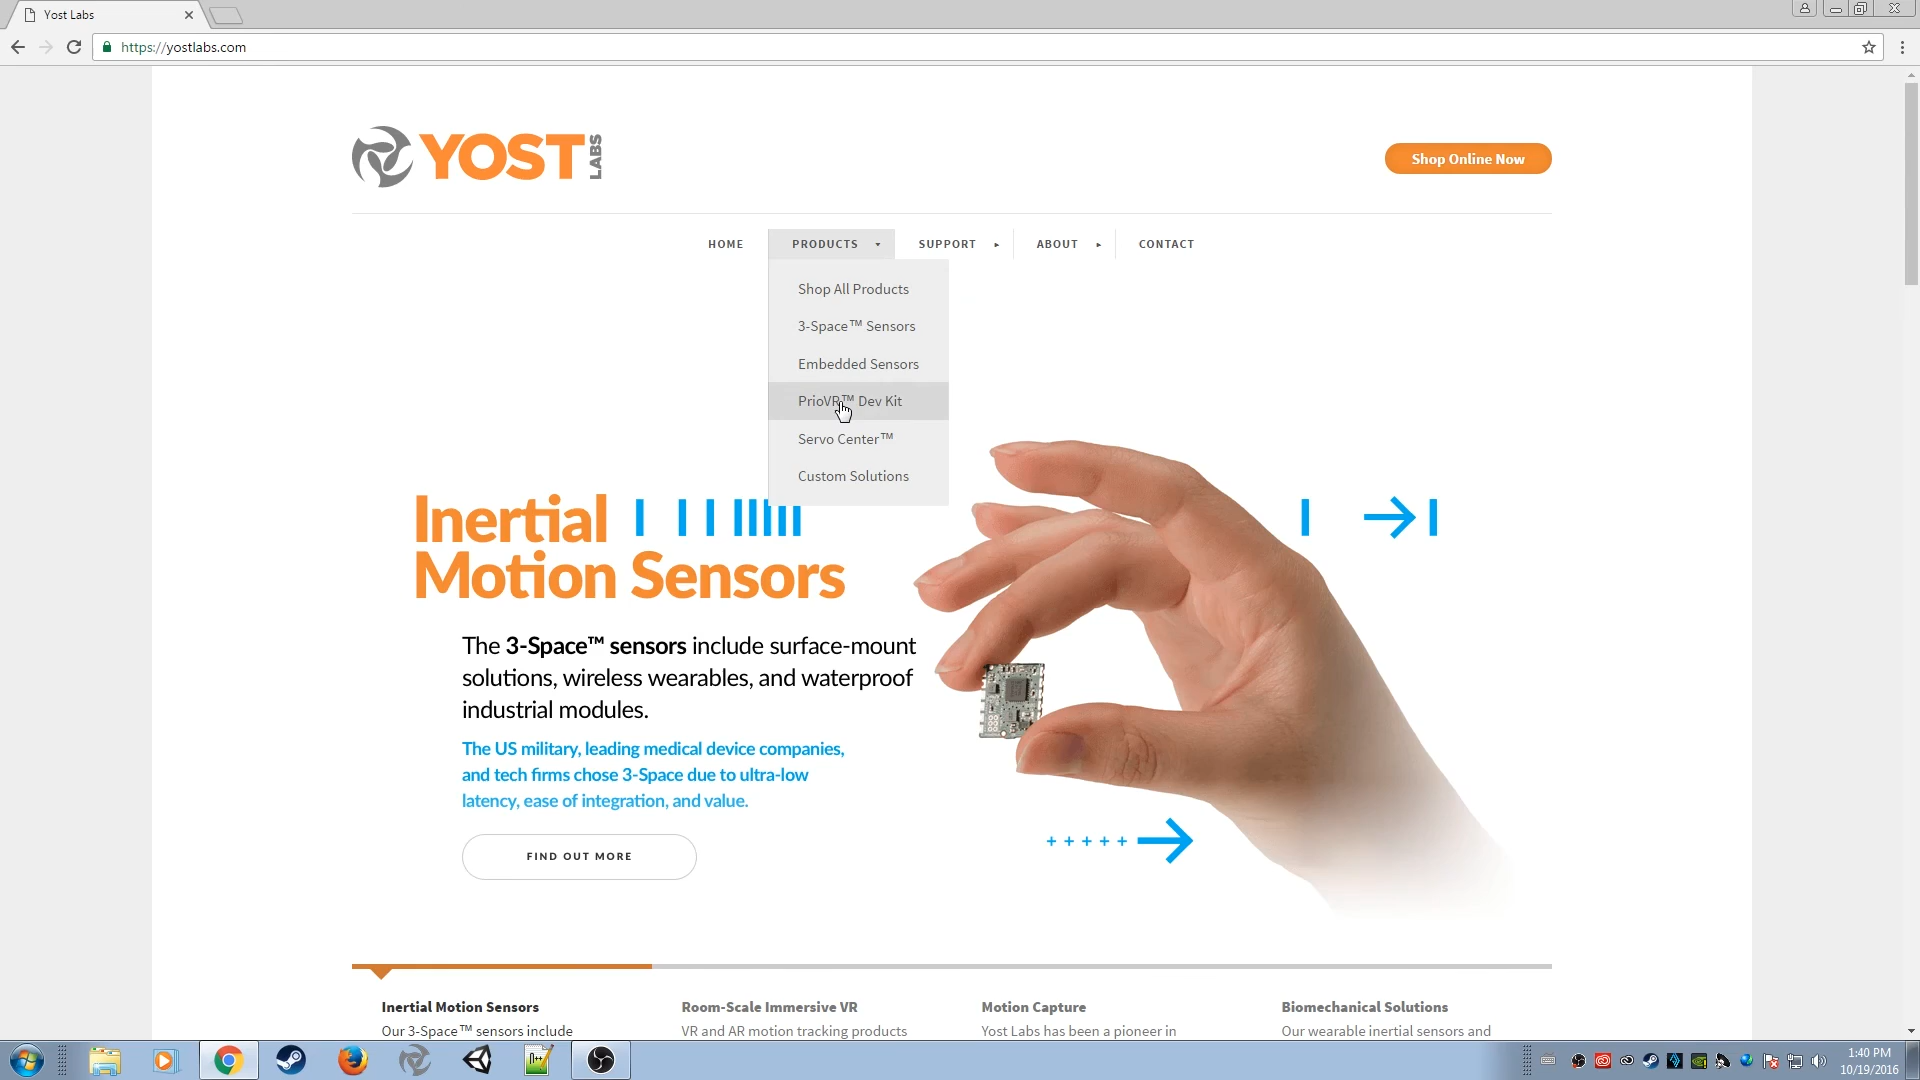 Yost Labs
https://yostlabs.com
YOST LABS
Shop Online Now
HOME PRODUCTS SUPPORT ABOUT CONTACT
Shop All Products
3-Space™ Sensors
Embedded Sensors
PrioVR™ Dev Kit
Servo Center™
Custom Solutions
Inertial
Motion Sensors
The 3-Space™ sensors include surface-mount
solutions, wireless wearables, and waterproof
industrial modules.
The US military, leading medical device companies,
and tech firms chose 3-Space due to ultra-low
latency, ease of integration, and value.
FIND OUT MORE
Inertial Motion Sensors
Our 3-Space™ sensors include
Room-Scale Immersive VR
VR and AR motion tracking products
Motion Capture
Yost Labs has been a pioneer in
Biomechanical Solutions
Our wearable inertial sensors and
1:40 PM
10/19/2016